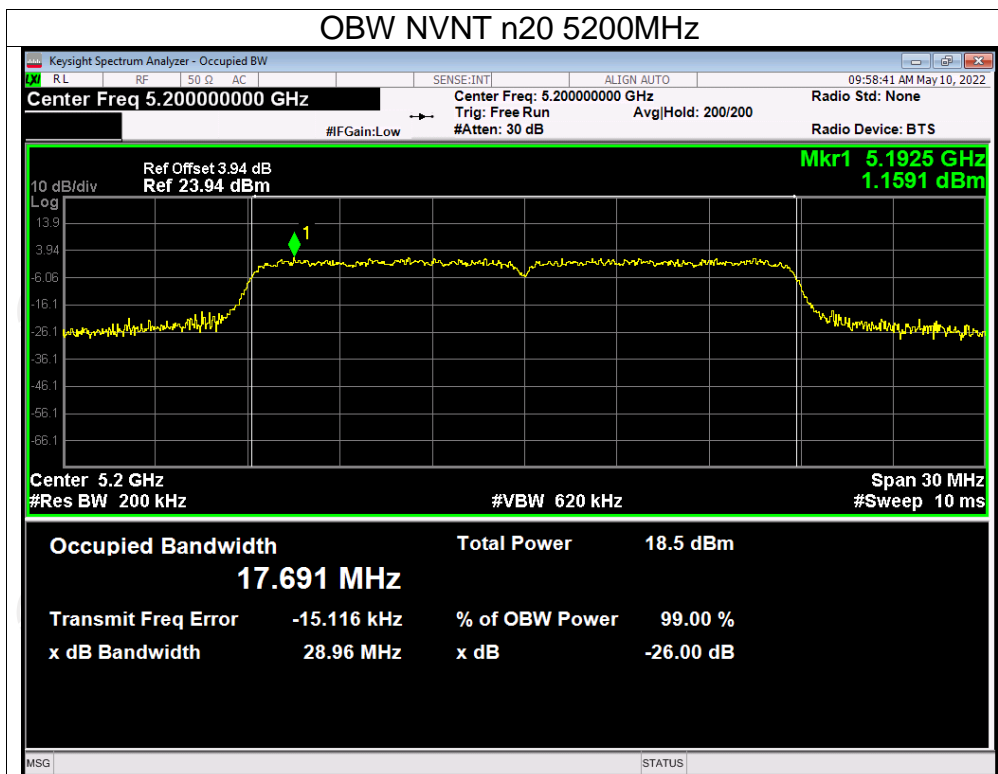 OBW NVNT n20 5200MHz
Keysight Spectrum Analyzer - Occupied BW
LXI RL RF 50 Ω AC SENSE:INT ALIGN AUTO 09:58:41 AM May 10, 2022
Center Freq 5.200000000 GHz Center Freq: 5.200000000 GHz Radio Std: None
Trig: Free Run Avg|Hold: 200/200
#IFGain:Low #Atten: 30 dB Radio Device: BTS
Ref Offset 3.94 dB Mkr1 5.1925 GHz
10 dB/div Ref 23.94 dBm 1.1591 dBm
Log
13.9
1
3.94
-6.06
-16.1
-26.1
-36.1
-46.1
-56.1
-66.1
Center 5.2 GHz Span 30 MHz
#Res BW 200 kHz #VBW 620 kHz #Sweep 10 ms
Occupied Bandwidth Total Power 18.5 dBm
17.691 MHz
Transmit Freq Error -15.116 kHz % of OBW Power 99.00 %
x dB Bandwidth 28.96 MHz x dB -26.00 dB
MSG STATUS